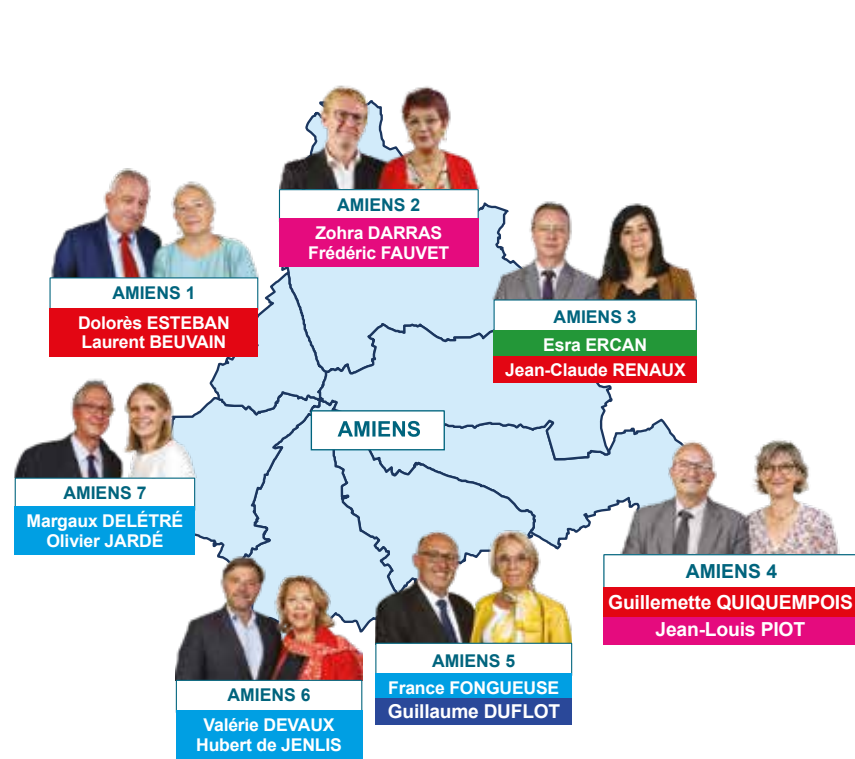 AMIENS 2
Zohra DARRAS
Frédéric FAUVET
AMIENS 1
Dolorès ESTEBAN
Laurent BEUVAIN
AMIENS 3
Esra ERCAN
Jean-Claude RENAUX
AMIENS
AMIENS 7
Margaux DELÉTRÉ
Olivier JARDÉ
AMIENS 4
Guillemette QUIQUEMPOIS
Jean-Louis PIOT
AMIENS 5
France FONGUEUSE
Guillaume DUFLOT
AMIENS 6
Valérie DEVAUX
Hubert de JENLIS